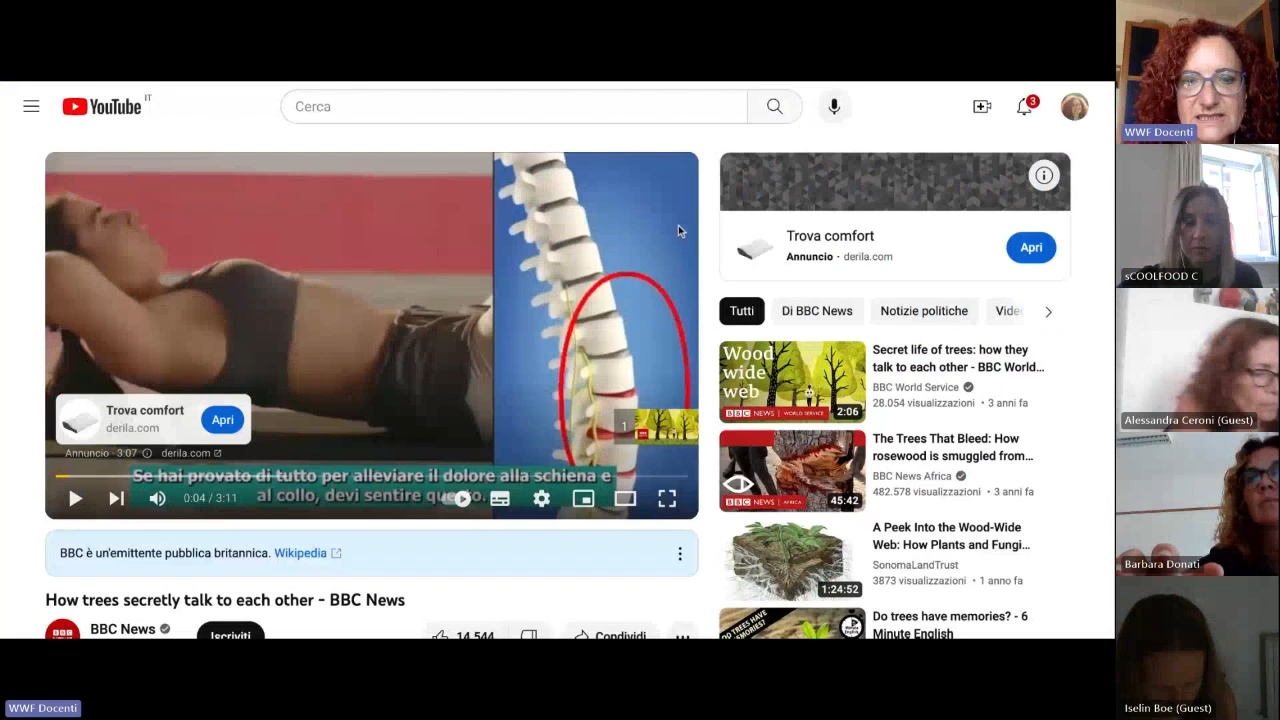 YouTube IT
Cerca
3
Trova comfort
derila.com
Apri
Annuncio · 3:07
derila.com
1
Se hai provato di tutto per alleviare il dolore alla schiena e
al collo, devi sentire
0:04 / 3:11
BBC è un'emittente pubblica britannica. Wikipedia
How trees secretly talk to each other - BBC News
BBC
BBC News
Iscriviti
14.544
Condividi
Trova comfort
Annuncio · derila.com
Apri
Tutti
Di BBC News
Notizie politiche
Wood
wide
web
BBC NEWS | WORLD SERVICE
2:06
Secret life of trees: how they
talk to each other - BBC World...
BBC World Service
28.054 visualizzazioni • 3 anni fa
BBC NEWS | AFRICA
45:42
The Trees That Bleed: How
rosewood is smuggled from...
BBC News Africa
482.578 visualizzazioni • 3 anni fa
1:24:52
A Peek Into the Wood-Wide
Web: How Plants and Fungi...
SonomaLandTrust
3873 visualizzazioni • 1 anno fa
DO TREES HAVE
MEMORIES?
Do trees have memories? - 6
Minute English
WWF Docenti
sCOOLFOOD C
Alessandra Ceroni (Guest)
Barbara Donati
Iselin Boe (Guest)
WWF Docenti